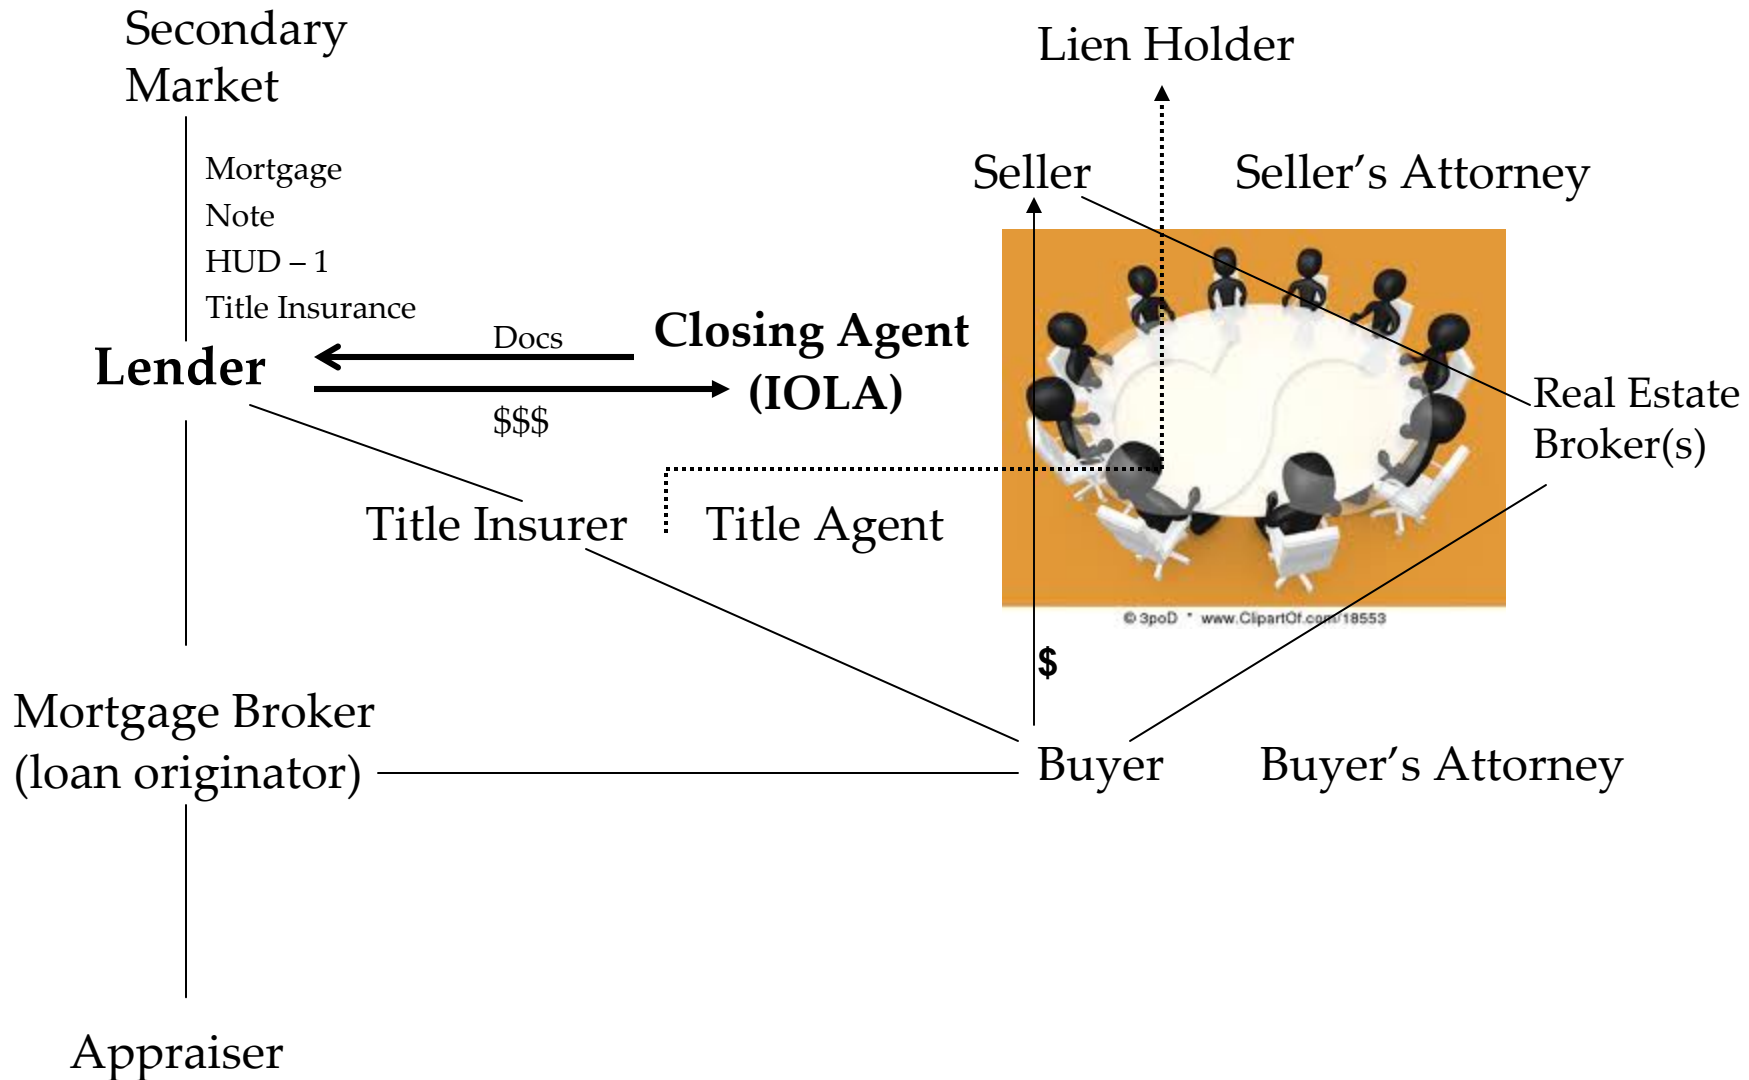 Secondary
Market
Lien Holder
Mortgage
Note
HUD – 1
Title Insurance
Seller
Seller’s Attorney
Lender
Docs
$$$
Closing Agent
(IOLA)
Real Estate
Broker(s)
Title Insurer
Title Agent
© 3poD * www.ClipartOf.com/18553
$
Mortgage Broker
(loan originator)
Buyer
Buyer’s Attorney
Appraiser